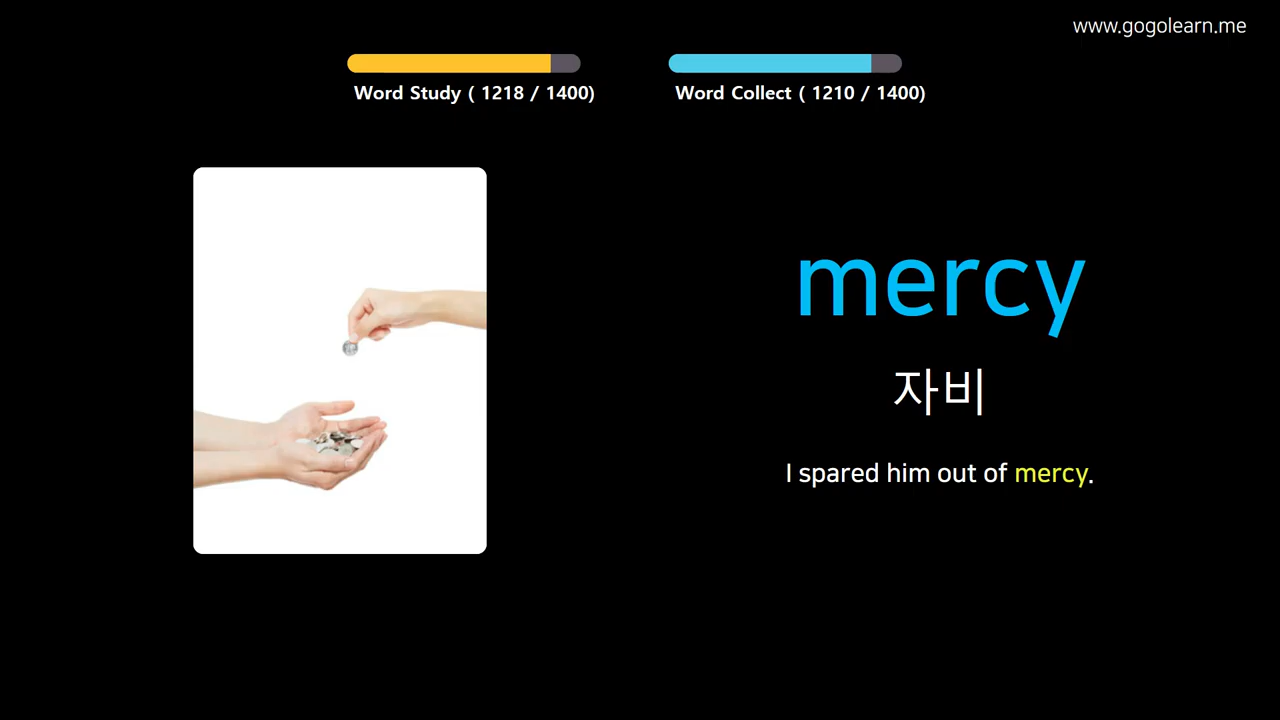 www.gogolearn.me
Word Study ( 1218 / 1400)
Word Collect ( 1210 / 1400)
mercy
자비
I spared him out of mercy.